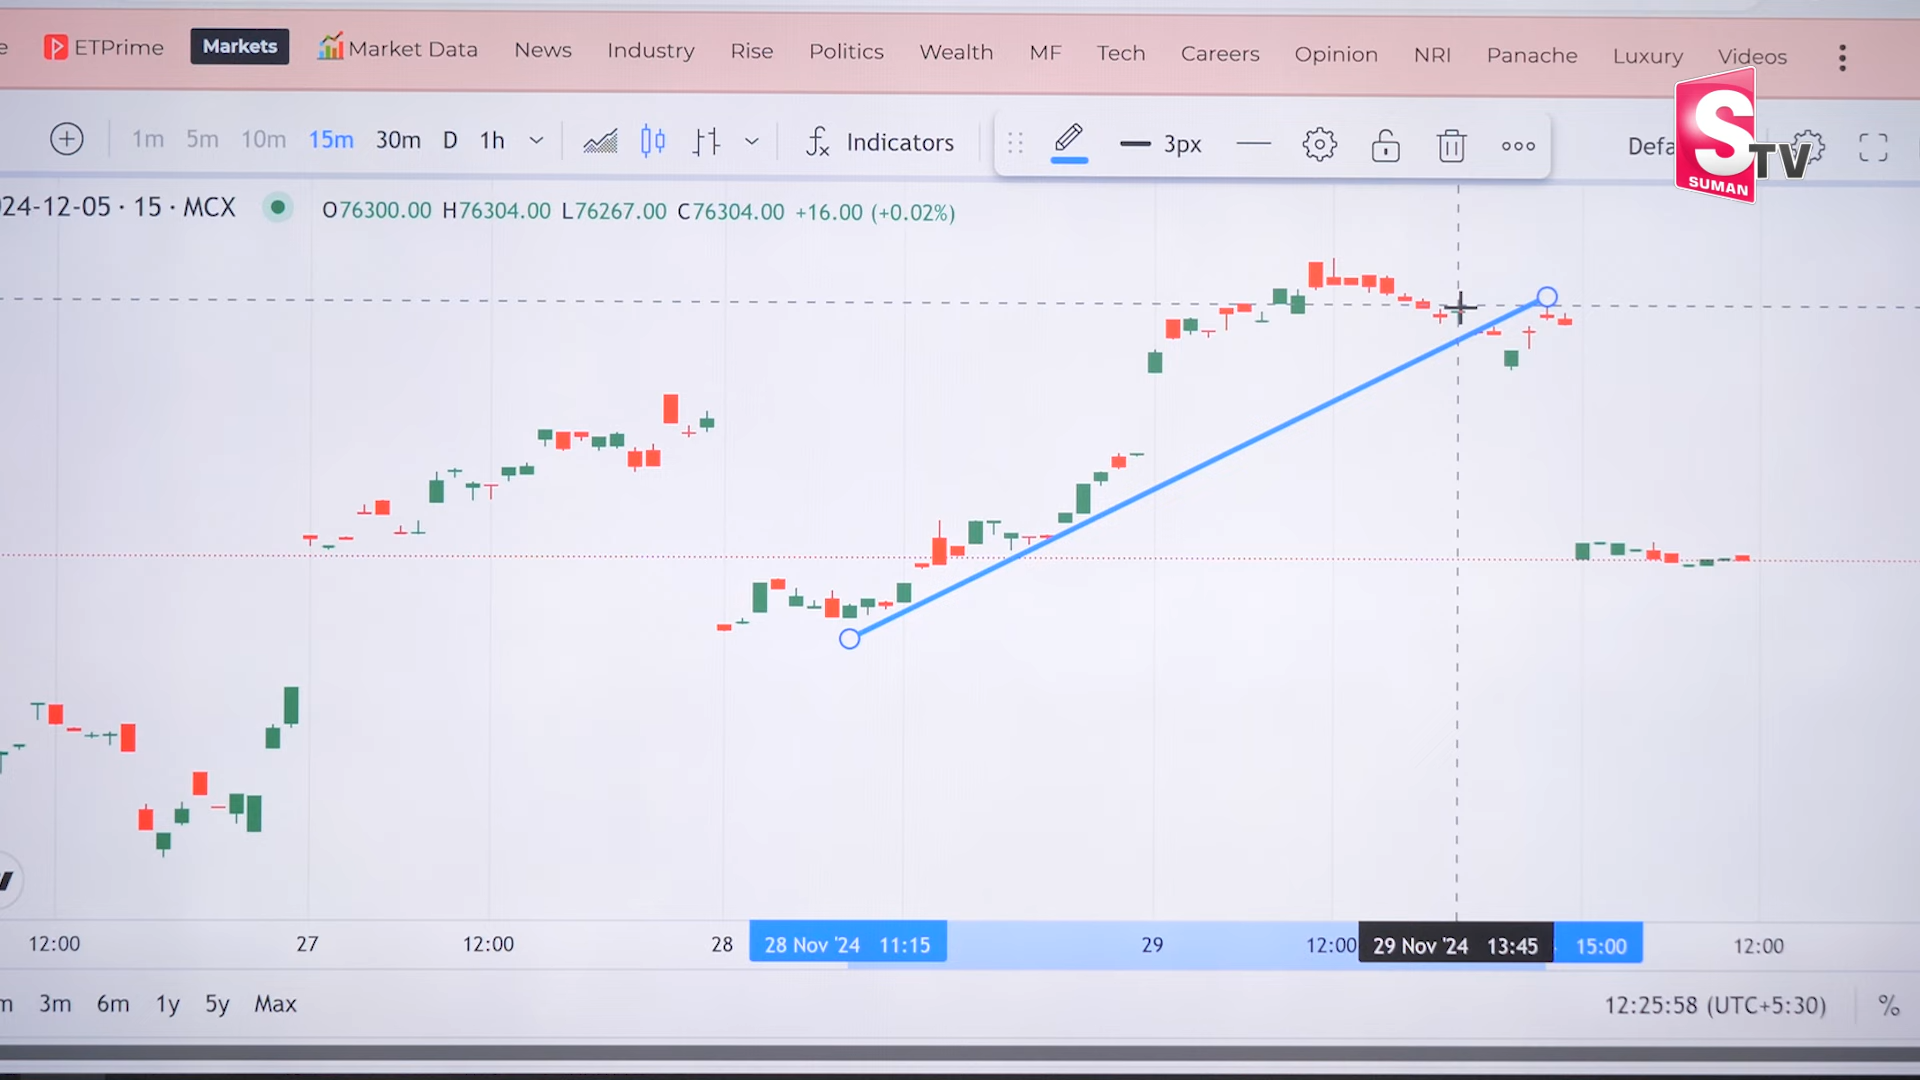 e ETPrime Markets Market Data News Industry Rise Politics Wealth MF Tech Careers Opinion NRI Panache Luxury Videos
1m 5m 10m 15m 30m D 1h Indicators 3px Defa
S TV
SUMAN
24-12-05 · 15 · MCX O76300.00 H76304.00 L76267.00 C76304.00 +16.00 (+0.02%)
12:00 27 12:00 28 28 Nov '24 11:15 29 12:00 29 Nov '24 13:45 15:00 12:00
m 3m 6m 1y 5y Max 12:25:58 (UTC+5:30) %